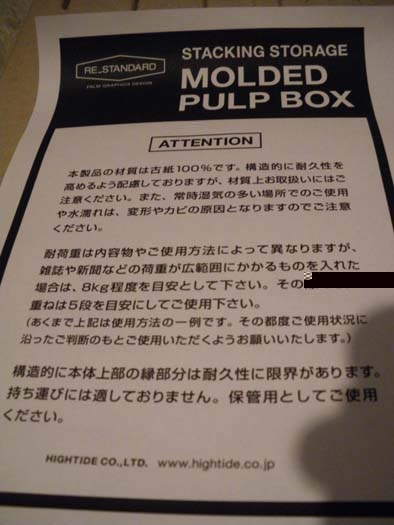 RE_STANDARD
PALM GRAPHICS DESIGN
STACKING STORAGE
MOLDED
PULP BOX
ATTENTION
本製品の材質は古紙100%です。構造的に耐久性を
高めるよう配慮しておりますが、材質上お取扱いにはご
注意ください。また、常時湿気の多い場所でのご使用
や水濡れは、変形やカビの原因となりますのでご注意
ください。
耐荷重は内容物やご使用方法によって異なりますが、
雑誌や新聞などの荷重が広範囲にかかるものを入れた
場合は、8kg程度を目安として下さい。その
重ねは5段を目安にしてご使用下さい。
(あくまで上記は使用方法の一例です。その都度ご使用状況に
沿ったご判断のもとご使用いただくようお願いいたします。)
構造的に本体上部の縁部分は耐久性に限界があります。
持ち運びには適しておりません。保管用としてご使用
ください。
HIGHTIDE CO.,LTD. www.hightide.co.jp